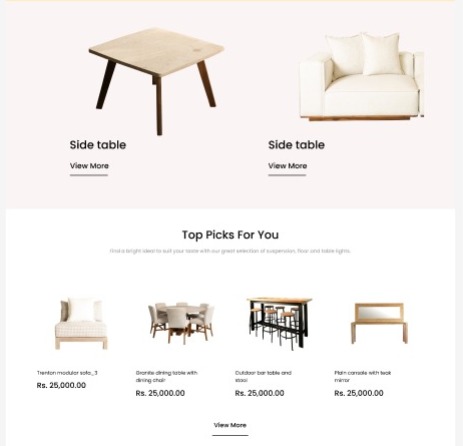 Side table
Side table
View More
View More
Top Picks For You
Find a bright ideal to suit your taste with our great selection of suspension, floor and table lights.
Trenton modular sofa_3
Rs. 25,000.00
Granite dining table with
dining chair
Rs. 25,000.00
Outdoor bar table and
stool
Rs. 25,000.00
Plain console with teak
mirror
Rs. 25,000.00
View More